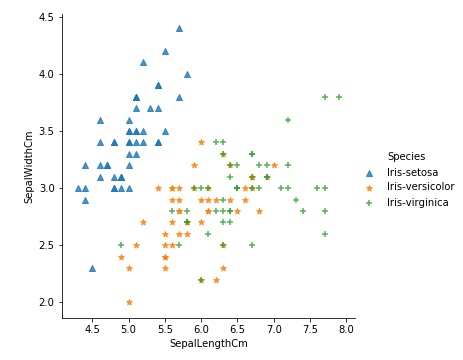 4.5
4.0
3.5
3.0
2.5
2.0
SepalWidthCm
4.5 5.0 5.5 6.0 6.5 7.0 7.5 8.0
SepalLengthCm
Species
Iris-setosa
Iris-versicolor
Iris-virginica